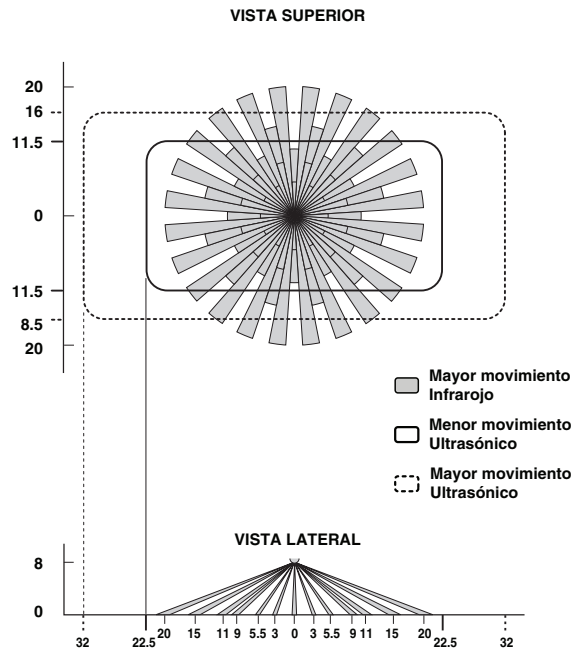 VISTA SUPERIOR
20
16
11.5
0
11.5
8.5
20
Mayor movimiento
Infrarojo
Menor movimiento
Ultrasónico
Mayor movimiento
Ultrasónico
VISTA LATERAL
8
0
32 22.5 20 15 11 9 5.5 3 0 3 5.5 9 11 15 20 22.5 32